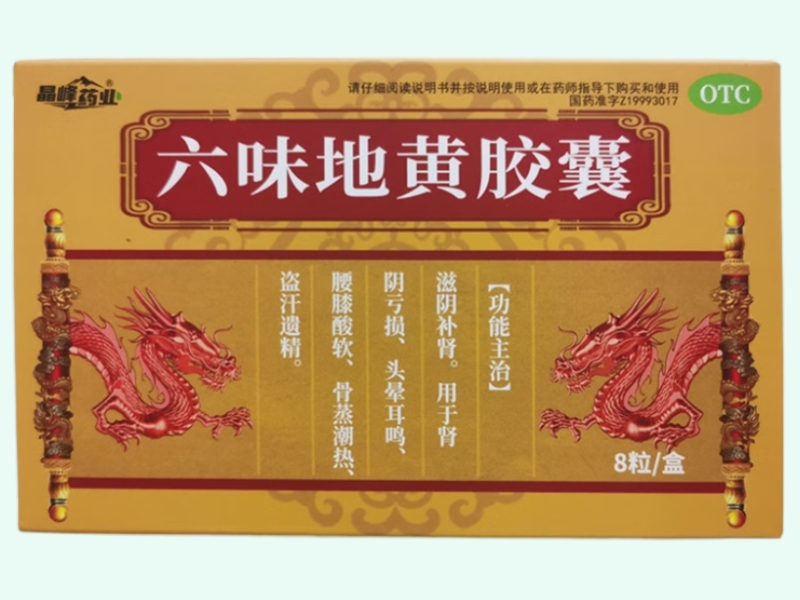 晶峰药业®
请仔细阅读说明书并按说明使用或在药师指导下购买和使用
国药准字Z19993017
OTC
六味地黄胶囊
【功能主治】
滋阴补肾。用于肾
阴亏损、头晕耳鸣、
腰膝酸软、骨蒸潮热、
盗汗遗精。
8粒/盒